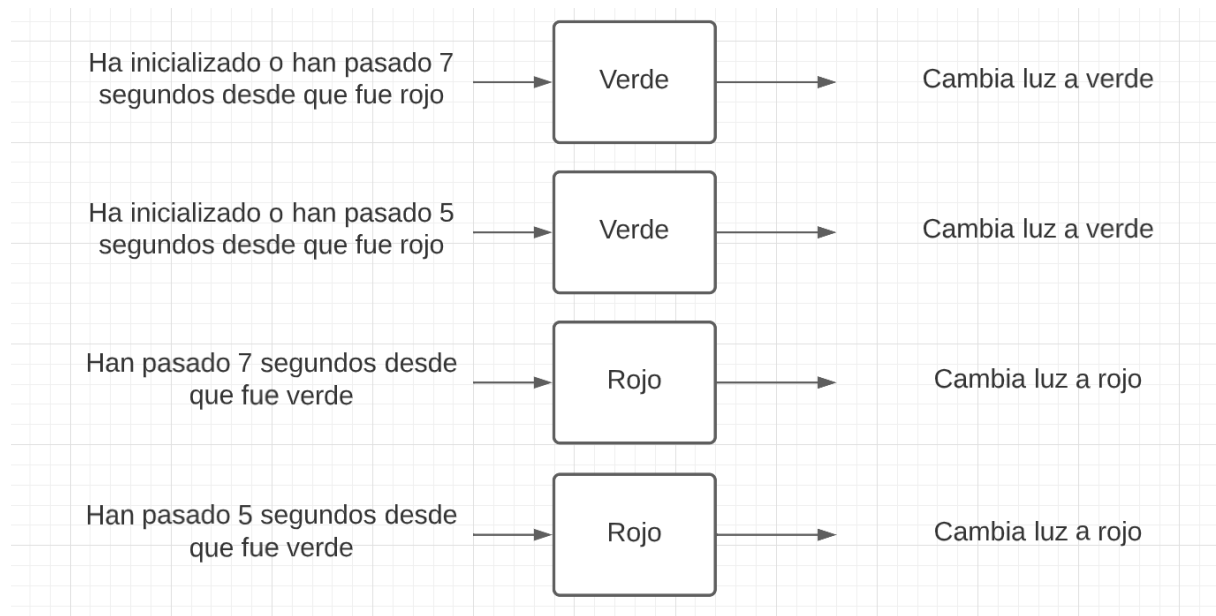 Ha inicializado o han pasado 7
segundos desde que fue rojo
Verde
Cambia luz a verde
Ha inicializado o han pasado 5
segundos desde que fue rojo
Verde
Cambia luz a verde
Han pasado 7 segundos desde
que fue verde
Rojo
Cambia luz a rojo
Han pasado 5 segundos desde
que fue verde
Rojo
Cambia luz a rojo